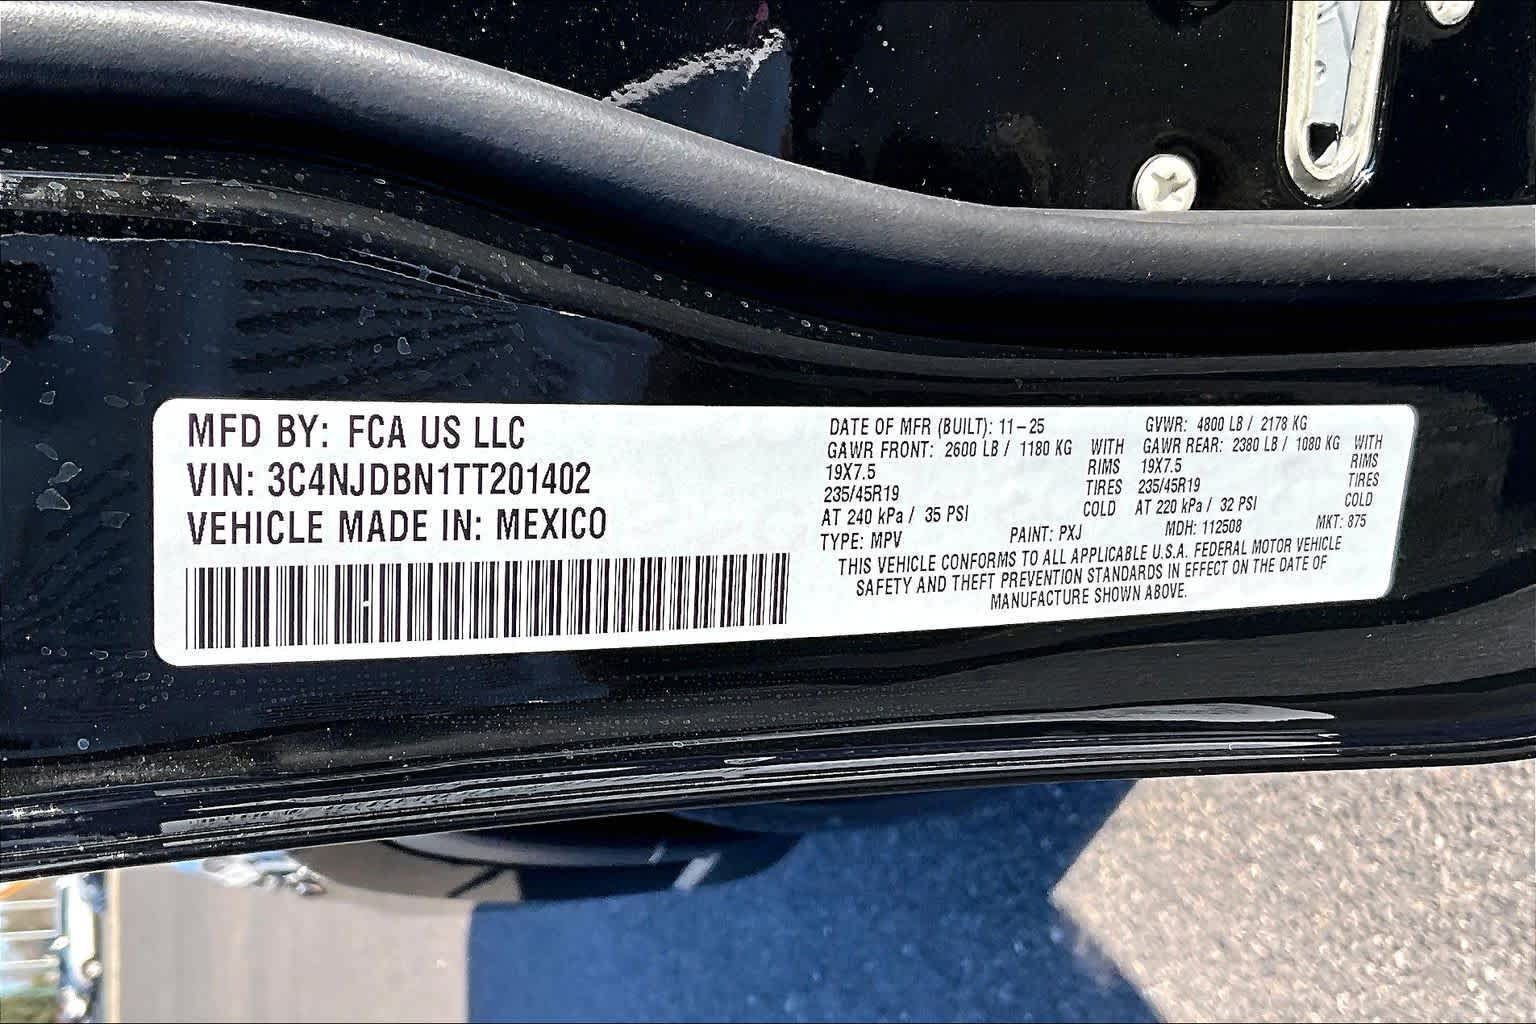 MFD BY: FCA US LLC
VIN: 3C4NJDBN1TT201402
VEHICLE MADE IN: MEXICO
DATE OF MFR (BUILT): 11-25 GVWR: 4800 LB / 2178 KG
GAWR FRONT: 2600 LB / 1180 KG WITH GAWR REAR: 2380 LB / 1080 KG WITH
19X7.5 RIMS 19X7.5 RIMS
235/45R19 TIRES 235/45R19 TIRES
AT 240 kPa / 35 PSI COLD AT 220 kPa / 32 PSI COLD
TYPE: MPV PAINT: PXJ MDH: 112508 MKT: 875
THIS VEHICLE CONFORMS TO ALL APPLICABLE U.S.A. FEDERAL MOTOR VEHICLE
SAFETY AND THEFT PREVENTION STANDARDS IN EFFECT ON THE DATE OF
MANUFACTURE SHOWN ABOVE.